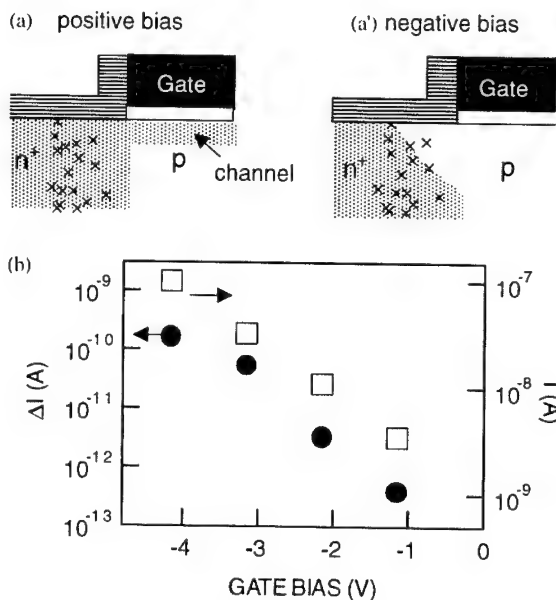 (a) positive bias
(a') negative bias
Gate
Gate
n+
p
channel
n+
p
(b)
10-9
10-10
10-11
10-12
10-13
ΔI (A)
10-7
10-8
10-9
I (A)
-4 -3 -2 -1 0
GATE BIAS (V)